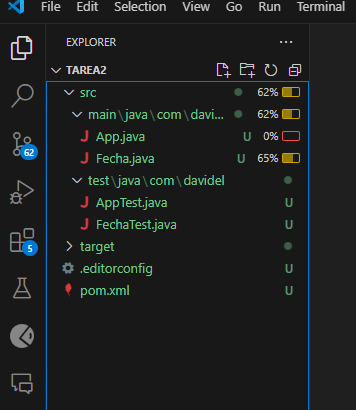 File Edit Selection View Go Run Terminal
EXPLORER ...
TAREA2
src 62%
main\java\com\davi... 62%
App.java U 0%
Fecha.java U 65%
test\java\com\davidel
AppTest.java U
FechaTest.java U
target
.editorconfig U
pom.xml U
62
5